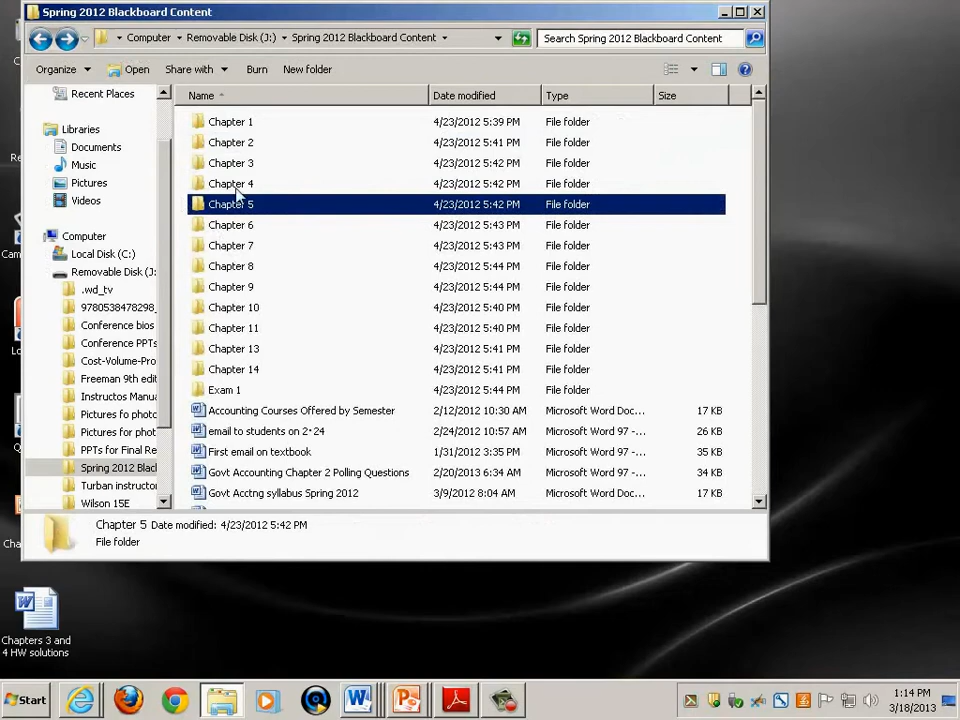 Spring 2012 Blackboard Content
Computer Removable Disk (J:) Spring 2012 Blackboard Content
Search Spring 2012 Blackboard Content
Organize Open Share with Burn New folder
Recent Places
Libraries
Documents
Music
Pictures
Videos
Computer
Local Disk (C:)
Removable Disk (J:
.wd_tv
9780538478298_
Conference bios
Conference PPTs
Cost-Volume-Pro
Freeman 9th edit
Instructos Manua
Pictures fo photo
Pictures for phot
PPTs for Final Re
Spring 2012 Blac
Turban instructor
Wilson 15E
Name Date modified Type Size
Chapter 1 4/23/2012 5:39 PM File folder
Chapter 2 4/23/2012 5:41 PM File folder
Chapter 3 4/23/2012 5:42 PM File folder
Chapter 4 4/23/2012 5:42 PM File folder
Chapter 5 4/23/2012 5:42 PM File folder
Chapter 6 4/23/2012 5:43 PM File folder
Chapter 7 4/23/2012 5:43 PM File folder
Chapter 8 4/23/2012 5:44 PM File folder
Chapter 9 4/23/2012 5:44 PM File folder
Chapter 10 4/23/2012 5:40 PM File folder
Chapter 11 4/23/2012 5:40 PM File folder
Chapter 13 4/23/2012 5:41 PM File folder
Chapter 14 4/23/2012 5:41 PM File folder
Exam 1 4/23/2012 5:44 PM File folder
Accounting Courses Offered by Semester 2/12/2012 10:30 AM Microsoft Word Doc... 17 KB
email to students on 2-24 2/24/2012 10:57 AM Microsoft Word 97 -... 26 KB
First email on textbook 1/31/2012 3:35 PM Microsoft Word 97 -... 35 KB
Govt Accounting Chapter 2 Polling Questions 2/20/2013 6:34 AM Microsoft Word 97 -... 34 KB
Govt Acctng syllabus Spring 2012 3/9/2012 8:04 AM Microsoft Word Doc... 17 KB
Chapter 5 Date modified: 4/23/2012 5:42 PM
File folder
Chapters 3 and
4 HW solutions
Start
1:14 PM
3/18/2013